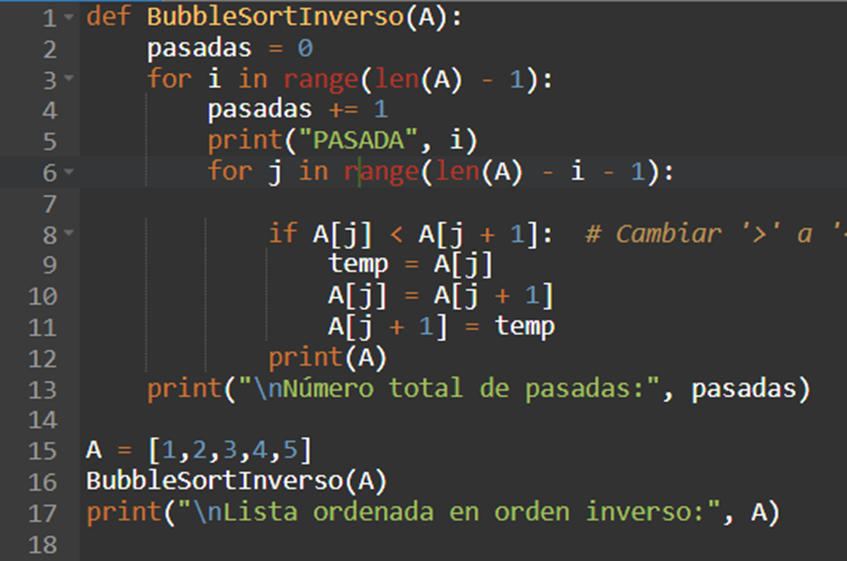 1 def BubbleSortInverso(A):
2     pasadas = 0
3     for i in range(len(A) - 1):
4         pasadas += 1
5         print("PASADA", i)
6         for j in range(len(A) - i - 1):
7
8             if A[j] < A[j + 1]:  # Cambiar '>' a '<
9                 temp = A[j]
10                 A[j] = A[j + 1]
11                 A[j + 1] = temp
12             print(A)
13     print("\nNúmero total de pasadas:", pasadas)
14
15 A = [1,2,3,4,5]
16 BubbleSortInverso(A)
17 print("\nLista ordenada en orden inverso:", A)
18